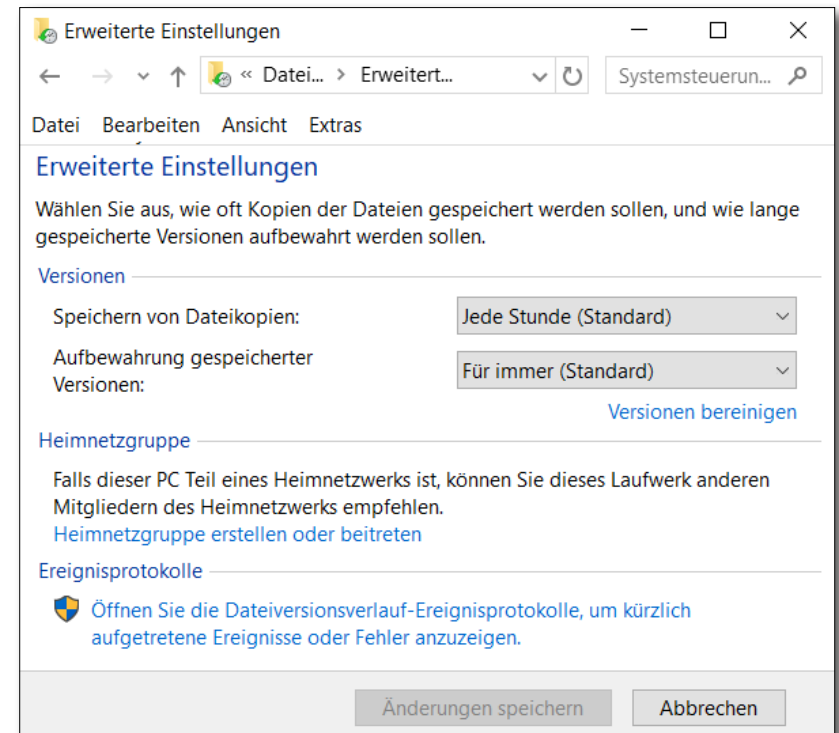 Erweiterte Einstellungen
« Datei... > Erweitert...
Systemsteuerun...
Datei Bearbeiten Ansicht Extras
Erweiterte Einstellungen
Wählen Sie aus, wie oft Kopien der Dateien gespeichert werden sollen, und wie lange
gespeicherte Versionen aufbewahrt werden sollen.
Versionen
Speichern von Dateikopien:
Jede Stunde (Standard)
Aufbewahrung gespeicherter
Versionen:
Für immer (Standard)
Versionen bereinigen
Heimnetzgruppe
Falls dieser PC Teil eines Heimnetzwerks ist, können Sie dieses Laufwerk anderen
Mitgliedern des Heimnetzwerks empfehlen.
Heimnetzgruppe erstellen oder beitreten
Ereignisprotokolle
Öffnen Sie die Dateiversionsverlauf-Ereignisprotokolle, um kürzlich
aufgetretene Ereignisse oder Fehler anzuzeigen.
Änderungen speichern
Abbrechen